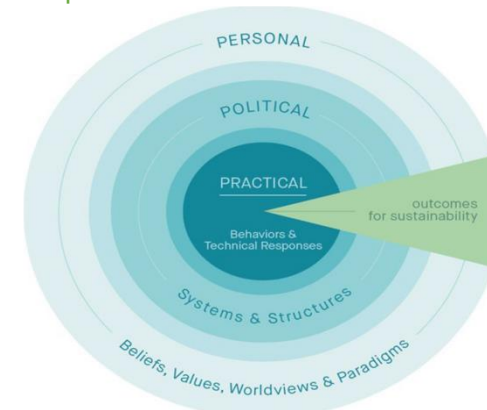 PERSONAL
POLITICAL
PRACTICAL
Behaviors &
Technical Responses
outcomes
for sustainability
Systems & Structures
Beliefs, Values, Worldviews & Paradigms